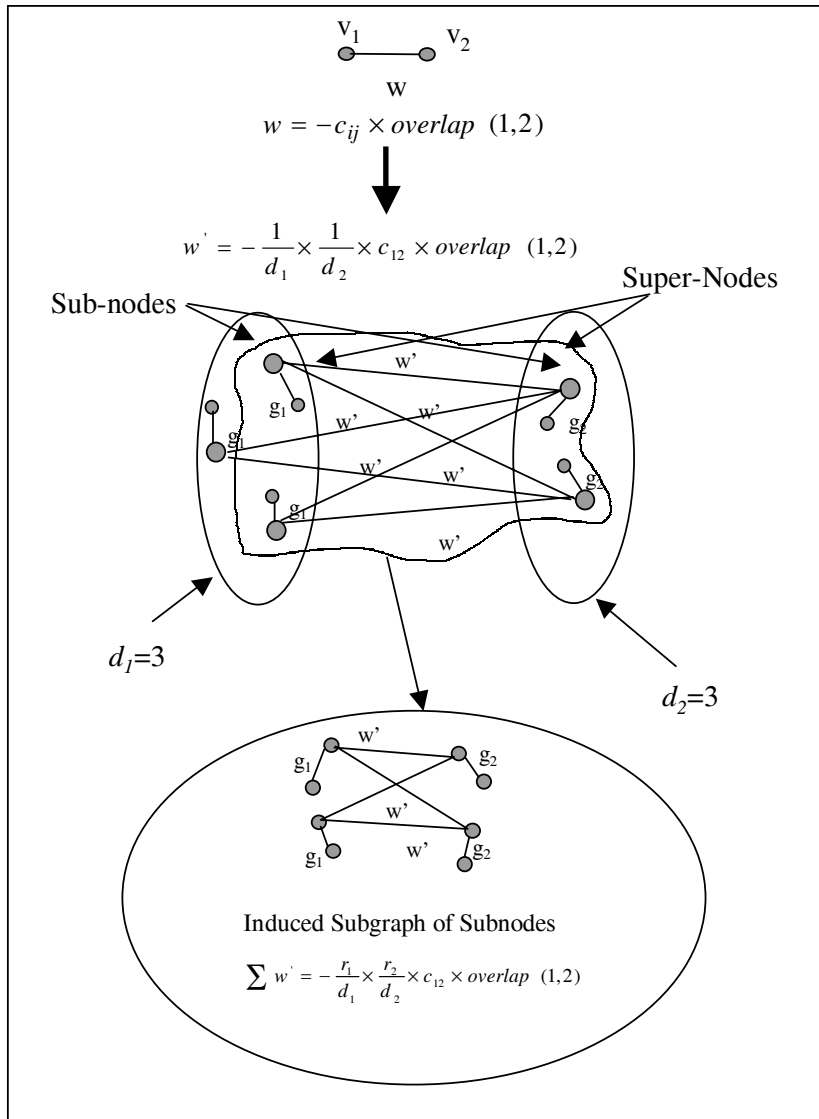 v₁ v₂
w
w = −c_ij × overlap (1,2)
w' = − 1/d₁ × 1/d₂ × c₁₂ × overlap (1,2)
Sub-nodes Super-Nodes
w'
g₁ w' w' g₂
g₁
w' w' g₂
g₁
w'
d₁=3
d₂=3
w'
g₁ g₂
w'
g₁ w' g₂
Induced Subgraph of Subnodes
∑ w' = − r₁/d₁ × r₂/d₂ × c₁₂ × overlap (1,2)